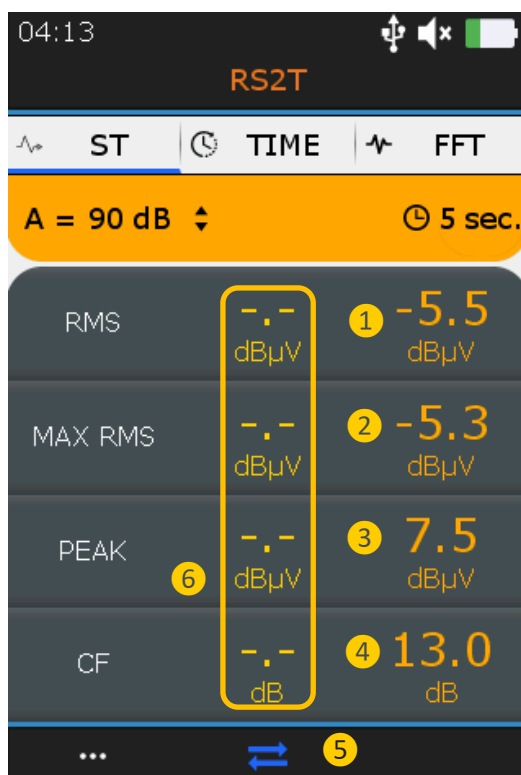 04:13
RS2T
ST TIME FFT
A = 90 dB 5 sec.
RMS -.- dBµV 1 -5.5 dBµV
MAX RMS -.- dBµV 2 -5.3 dBµV
PEAK -.- dBµV 3 7.5 dBµV
6
CF -.- dB 4 13.0 dB
... 5